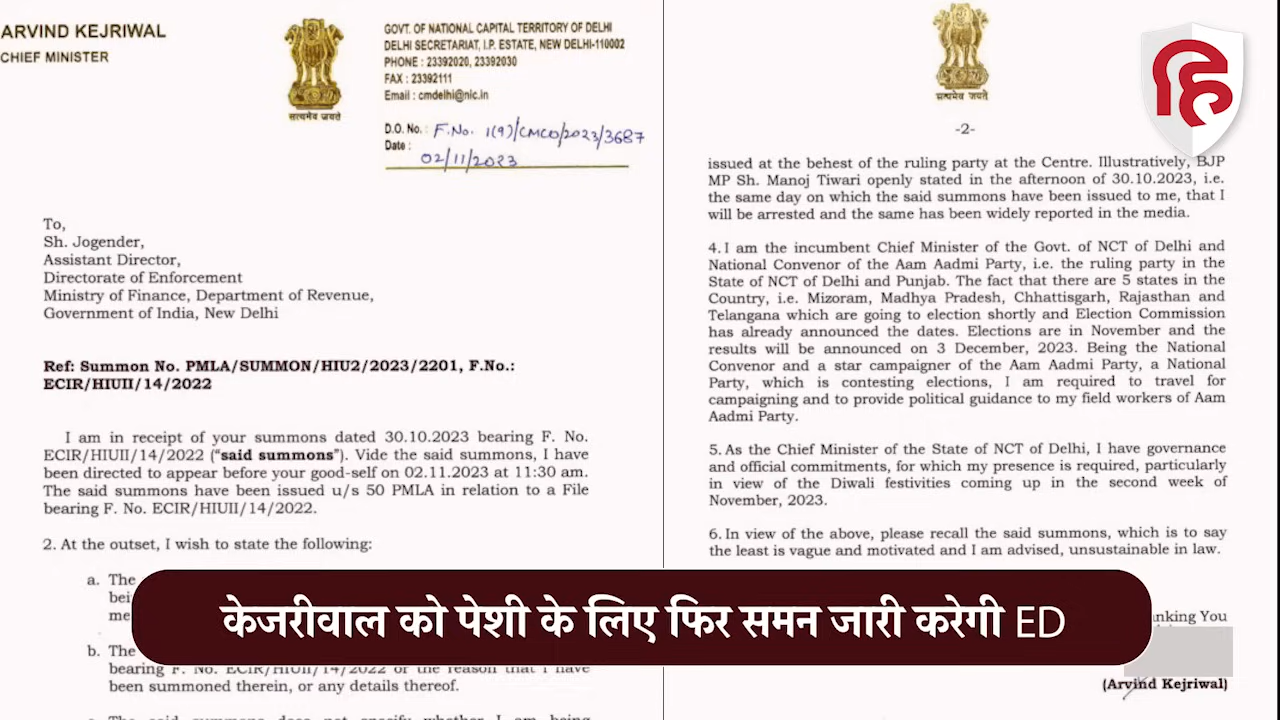 ARVIND KEJRIWAL
CHIEF MINISTER
सत्यमेव जयते
GOVT. OF NATIONAL CAPITAL TERRITORY OF DELHI
DELHI SECRETARIAT, I.P. ESTATE, NEW DELHI-110002
PHONE : 23392020, 23392030
FAX : 23392111
Email : cmdelhi@nic.in
D.O. No. : F.No. 1(9)/CMCO/2023/3687
Date :
02/11/2023
To,
Sh. Jogender,
Assistant Director,
Directorate of Enforcement
Ministry of Finance, Department of Revenue,
Government of India, New Delhi
Ref: Summon No. PMLA/SUMMON/HIU2/2023/2201, F.No.:
ECIR/HIUII/14/2022
I am in receipt of your summons dated 30.10.2023 bearing F. No.
ECIR/HIUII/14/2022 (“said summons”). Vide the said summons, I have
been directed to appear before your good-self on 02.11.2023 at 11:30 am.
The said summons have been issued u/s 50 PMLA in relation to a File
bearing F. No. ECIR/HIUII/14/2022.
2. At the outset, I wish to state the following:
a. The
b. The
bearing F. No. ECIR/HIUII/14/2022 or the reason that I have
been summoned therein, or any details thereof.
c. The said summons does not specify whether I am being
सत्यमेव जयते
हि
-2-
issued at the behest of the ruling party at the Centre. Illustratively, BJP
MP Sh. Manoj Tiwari openly stated in the afternoon of 30.10.2023, i.e.
the same day on which the said summons have been issued to me, that I
will be arrested and the same has been widely reported in the media.
4. I am the incumbent Chief Minister of the Govt. of NCT of Delhi and
National Convenor of the Aam Aadmi Party, i.e. the ruling party in the
State of NCT of Delhi and Punjab. The fact that there are 5 states in the
Country, i.e. Mizoram, Madhya Pradesh, Chhattisgarh, Rajasthan and
Telangana which are going to election shortly and Election Commission
has already announced the dates. Elections are in November and the
results will be announced on 3 December, 2023. Being the National
Convenor and a star campaigner of the Aam Aadmi Party, a National
Party, which is contesting elections, I am required to travel for
campaigning and to provide political guidance to my field workers of Aam
Aadmi Party.
5. As the Chief Minister of the State of NCT of Delhi, I have governance
and official commitments, for which my presence is required, particularly
in view of the Diwali festivities coming up in the second week of
November, 2023.
6. In view of the above, please recall the said summons, which is to say
the least is vague and motivated and I am advised, unsustainable in law.
You
(Arvind Kejriwal)
केजरीवाल को पेशी के लिए फिर समन जारी करेगी ED